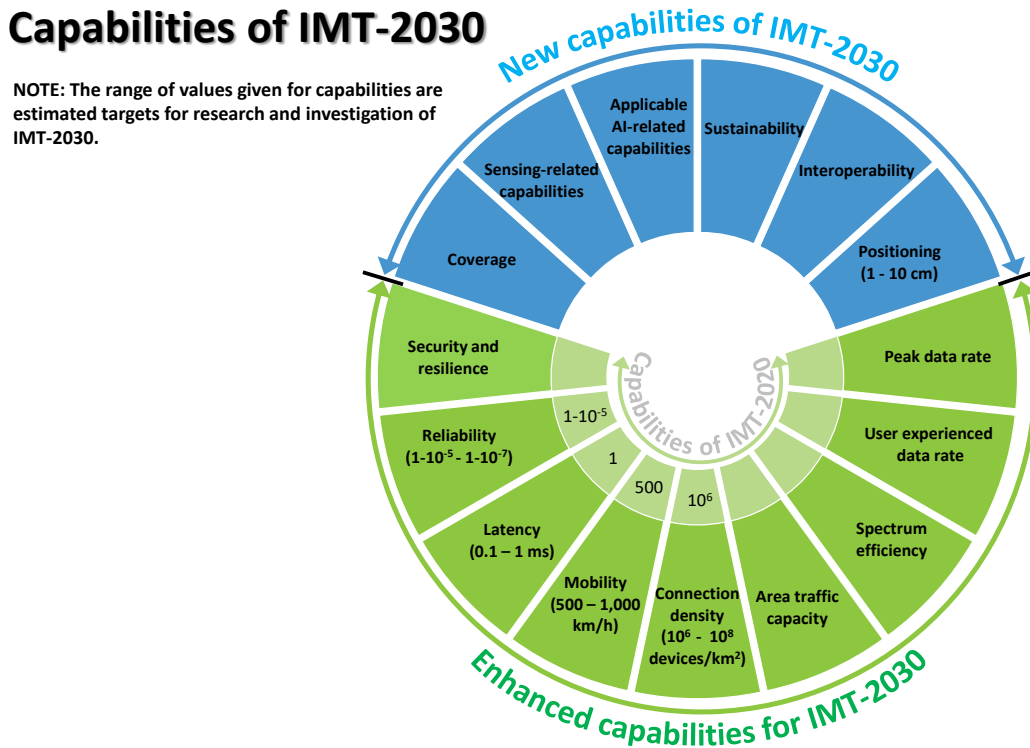 Capabilities of IMT-2030
NOTE: The range of values given for capabilities are
estimated targets for research and investigation of
IMT-2030.
New capabilities of IMT-2030
Coverage
Sensing-related
capabilities
Applicable
AI-related
capabilities
Sustainability
Interoperability
Positioning
(1 - 10 cm)
Security and
resilience
Reliability
(1-10⁻⁵ - 1-10⁻⁷)
Latency
(0.1 – 1 ms)
Mobility
(500 – 1,000
km/h)
Connection
density
(10⁶ - 10⁸
devices/km²)
Area traffic
capacity
Spectrum
efficiency
User experienced
data rate
Peak data rate
1-10⁻⁵
1
500
10⁶
Capabilities of IMT-2020
Enhanced capabilities for IMT-2030